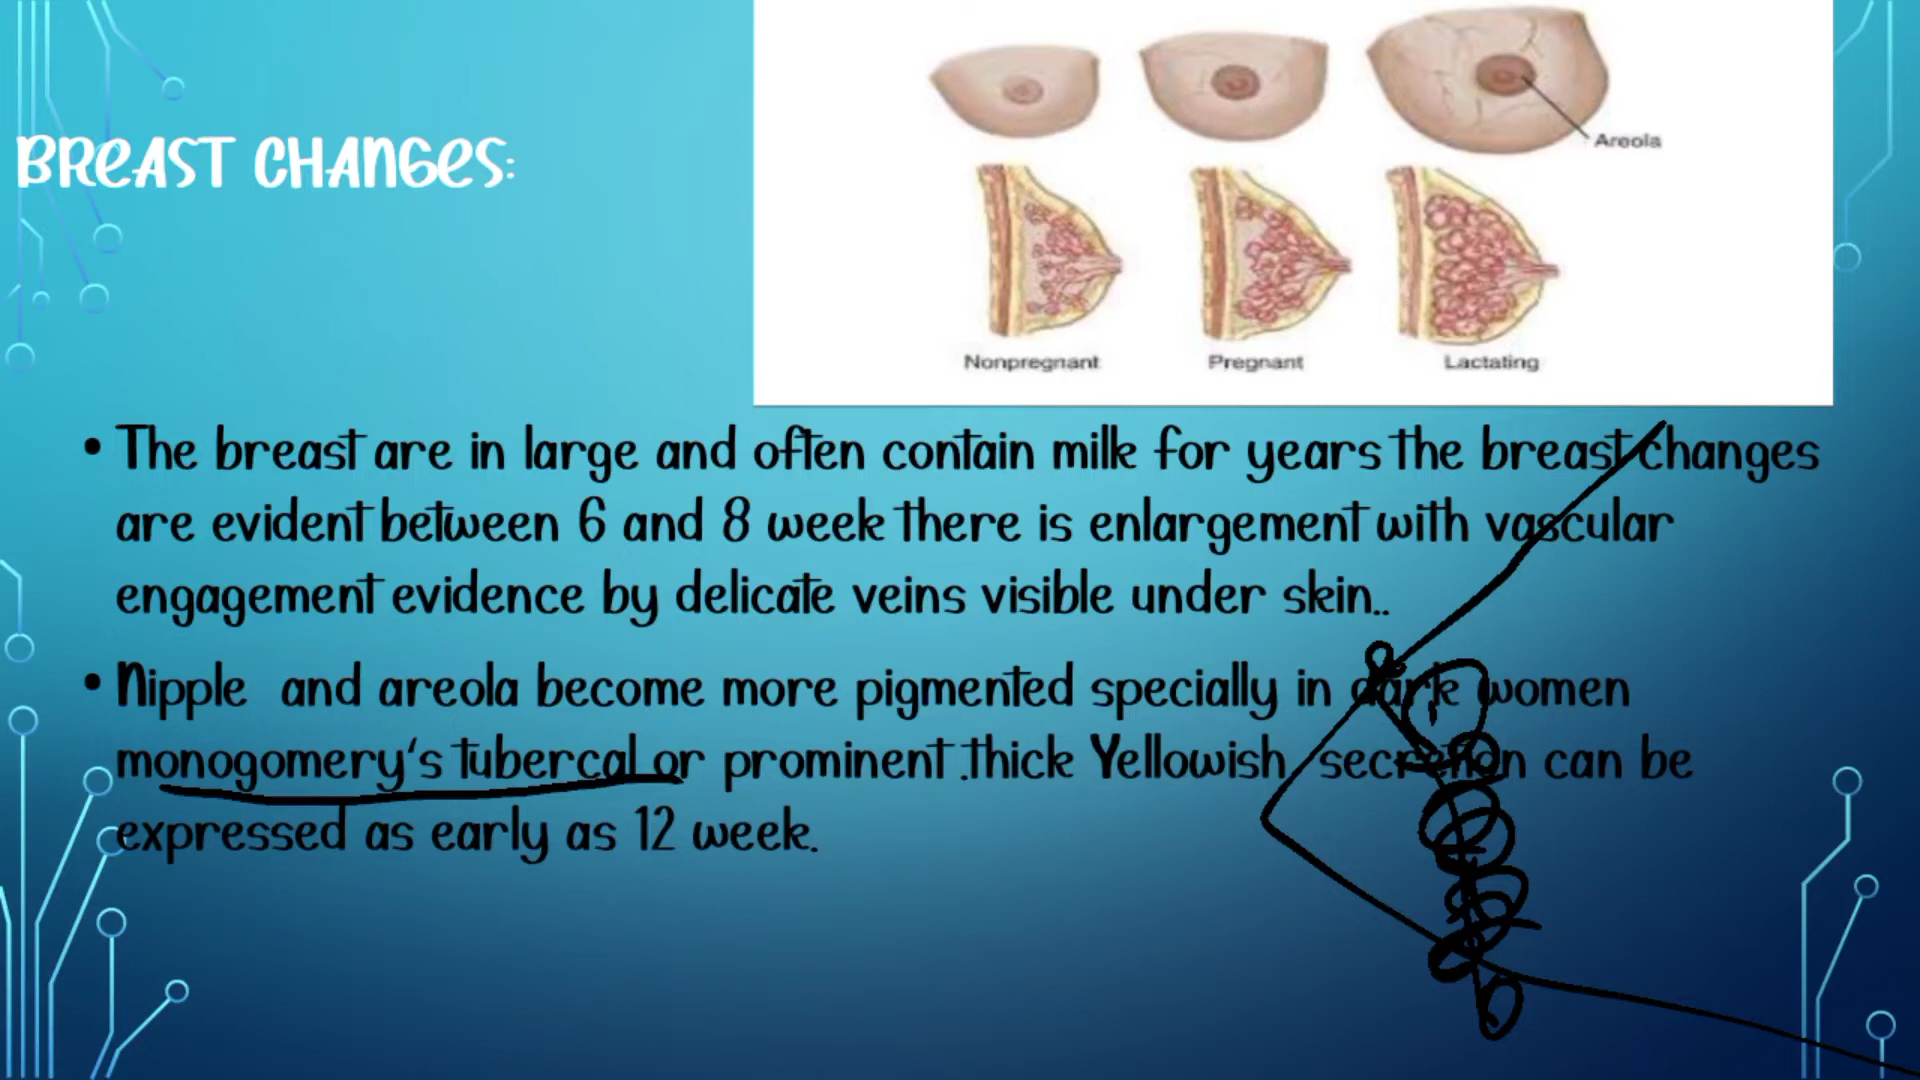 BREAST CHANGES:
Areola
Nonpregnant Pregnant Lactating
• The breast are in large and often contain milk for years the breast changes
are evident between 6 and 8 week there is enlargement with vascular
engagement evidence by delicate veins visible under skin..
• Nipple and areola become more pigmented specially in dark women
monogomery's tubercal or prominent .thick Yellowish secretion can be
expressed as early as 12 week.